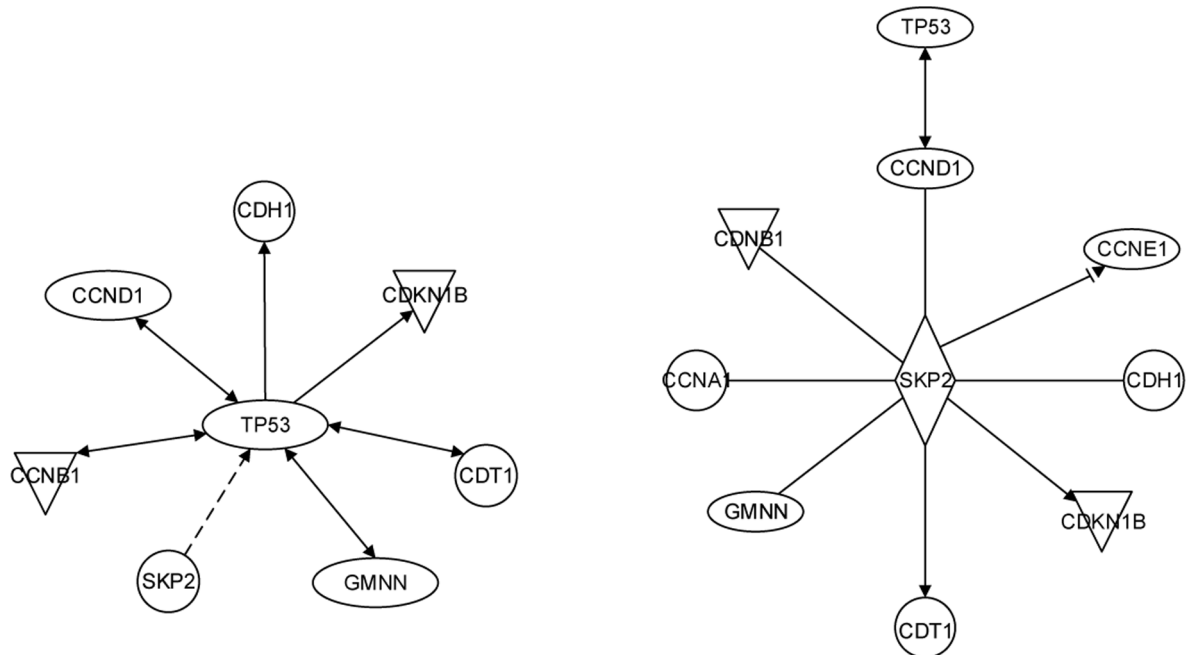 CDH1
CCND1
CDKN1B
TP53
CCNB1
CDT1
SKP2
GMNN
TP53
CCND1
CDNB1
CCNE1
CCNA1
SKP2
CDH1
GMNN
CDKN1B
CDT1